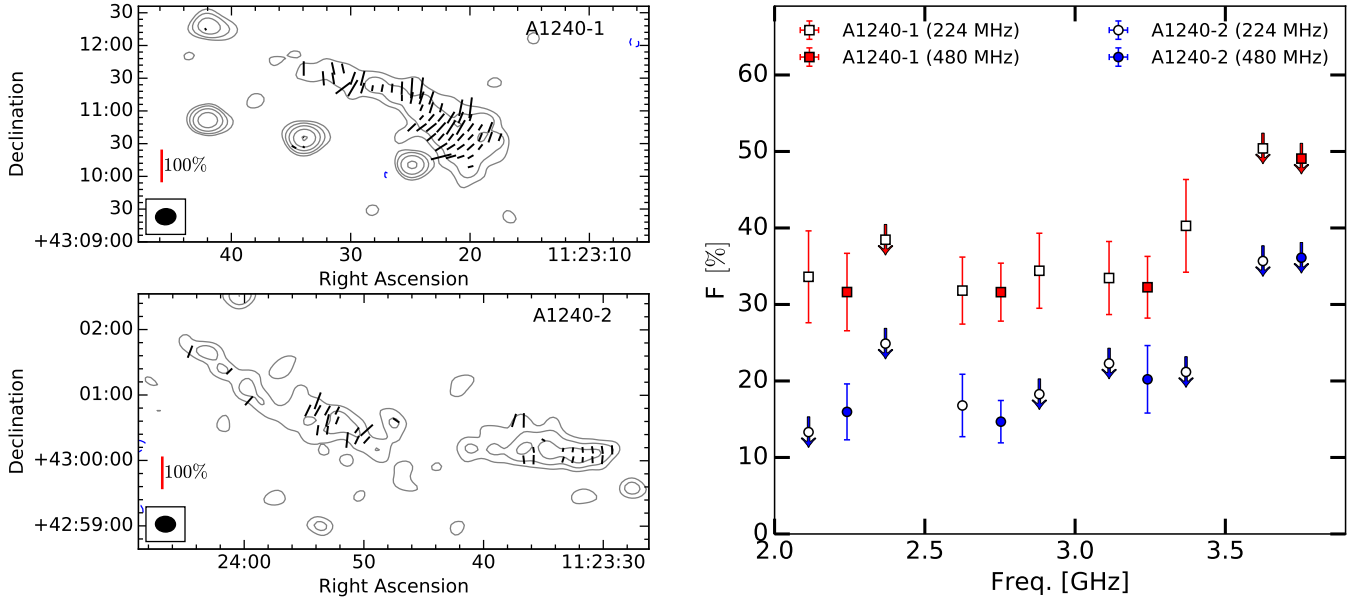 A1240-1
30
12:00
30
11:00
30
10:00
30
+43:09:00
Declination
100%
40
30
20
11:23:10
Right Ascension
A1240-2
02:00
01:00
+43:00:00
+42:59:00
Declination
100%
24:00
50
40
11:23:30
Right Ascension
A1240-1 (224 MHz)
A1240-1 (480 MHz)
A1240-2 (224 MHz)
A1240-2 (480 MHz)
60
50
40
30
20
10
0
F [%]
2.0
2.5
3.0
3.5
Freq. [GHz]